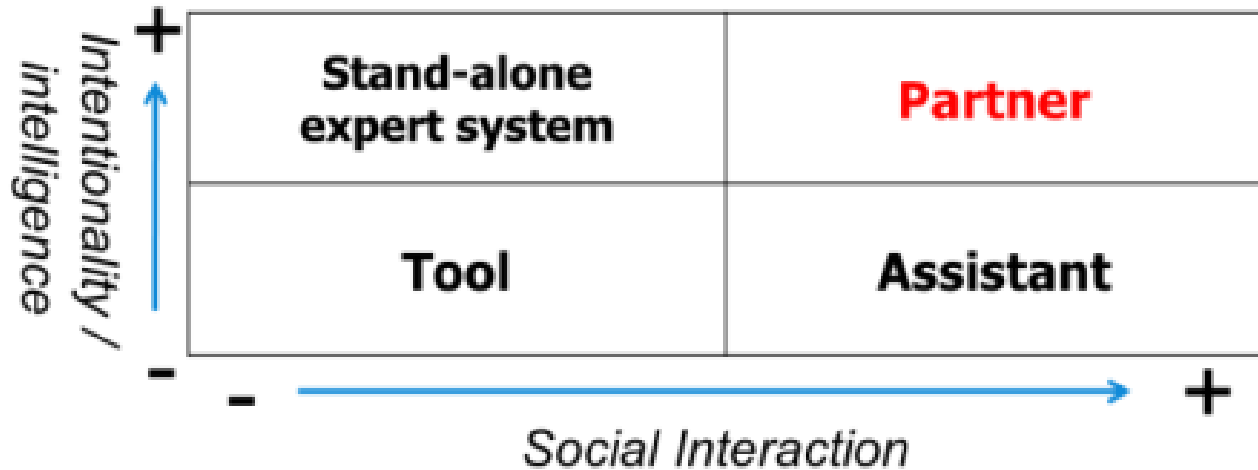 +
Intentionality /
intelligence
Stand-alone
expert system
Partner
Tool
Assistant
-
-
+
Social Interaction